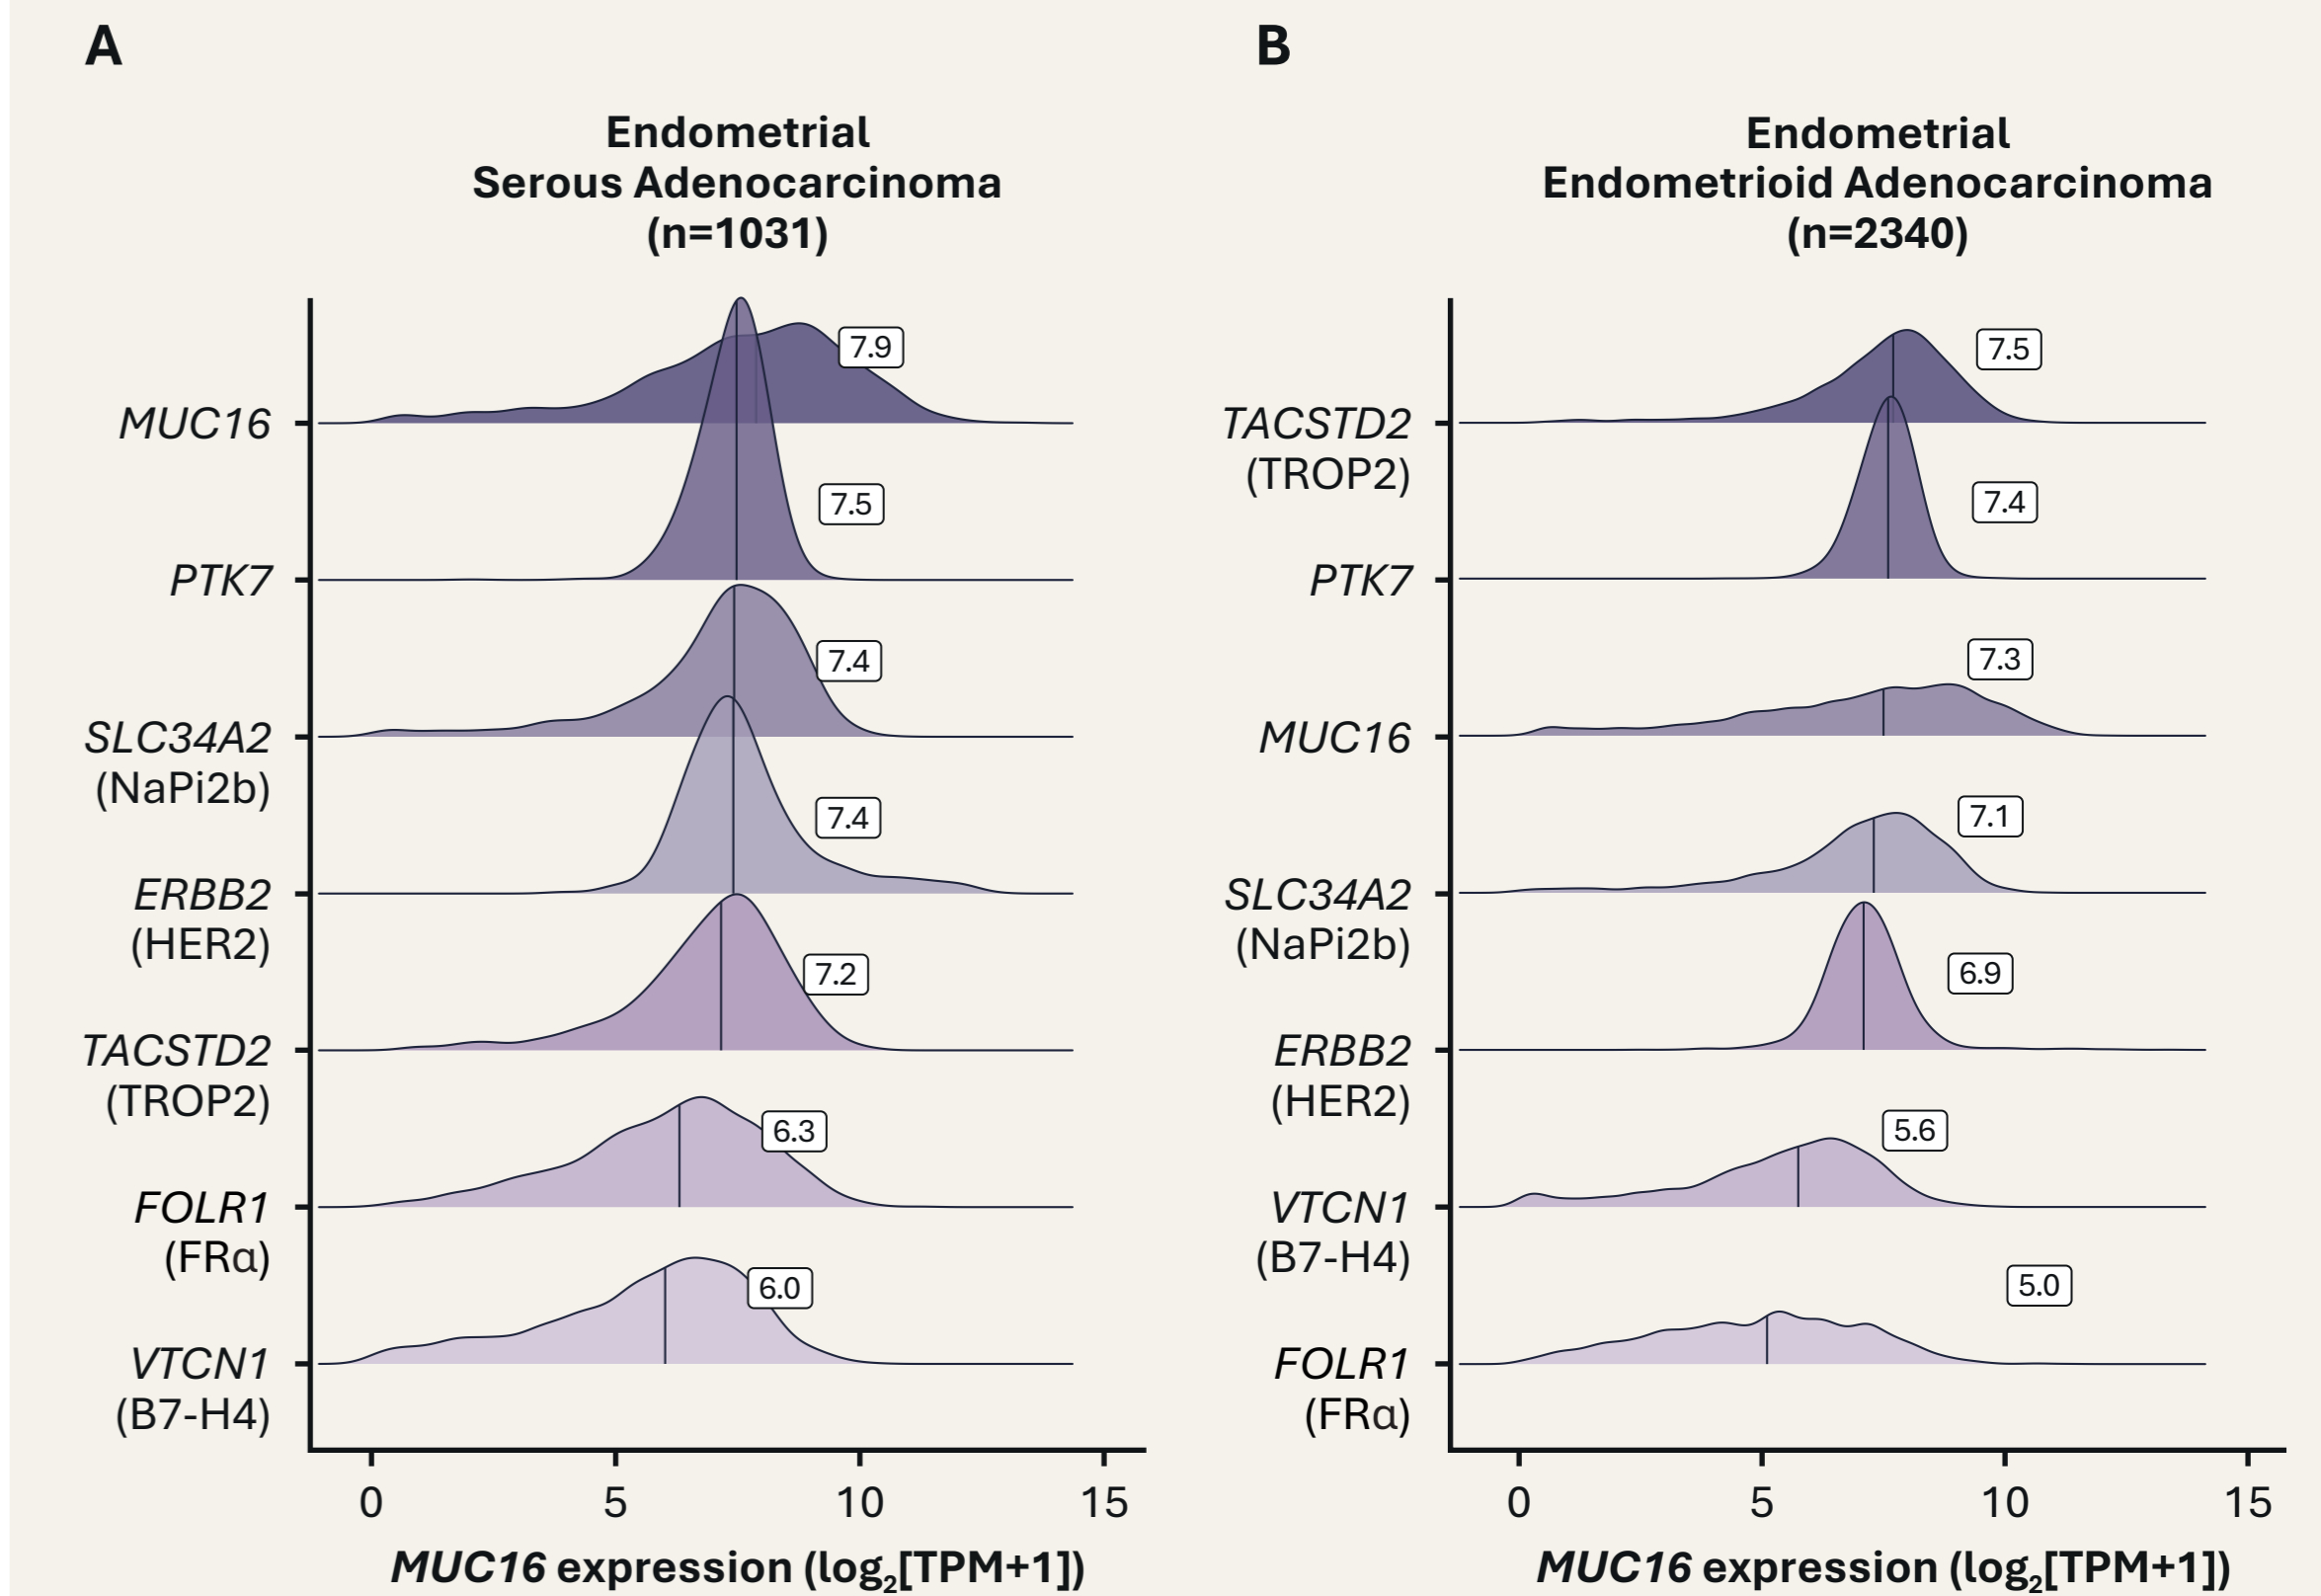 A
Endometrial
Serous Adenocarcinoma
(n=1031)
MUC16
7.9
PTK7
7.5
SLC34A2
(NaPi2b)
7.4
ERBB2
(HER2)
7.4
TACSTD2
(TROP2)
7.2
FOLR1
(FRα)
6.3
VTCN1
(B7-H4)
6.0
0 5 10 15
MUC16 expression (log₂[TPM+1])
B
Endometrial
Endometrioid Adenocarcinoma
(n=2340)
TACSTD2
(TROP2)
7.5
PTK7
7.4
MUC16
7.3
SLC34A2
(NaPi2b)
7.1
ERBB2
(HER2)
6.9
VTCN1
(B7-H4)
5.6
FOLR1
(FRα)
5.0
0 5 10 15
MUC16 expression (log₂[TPM+1])